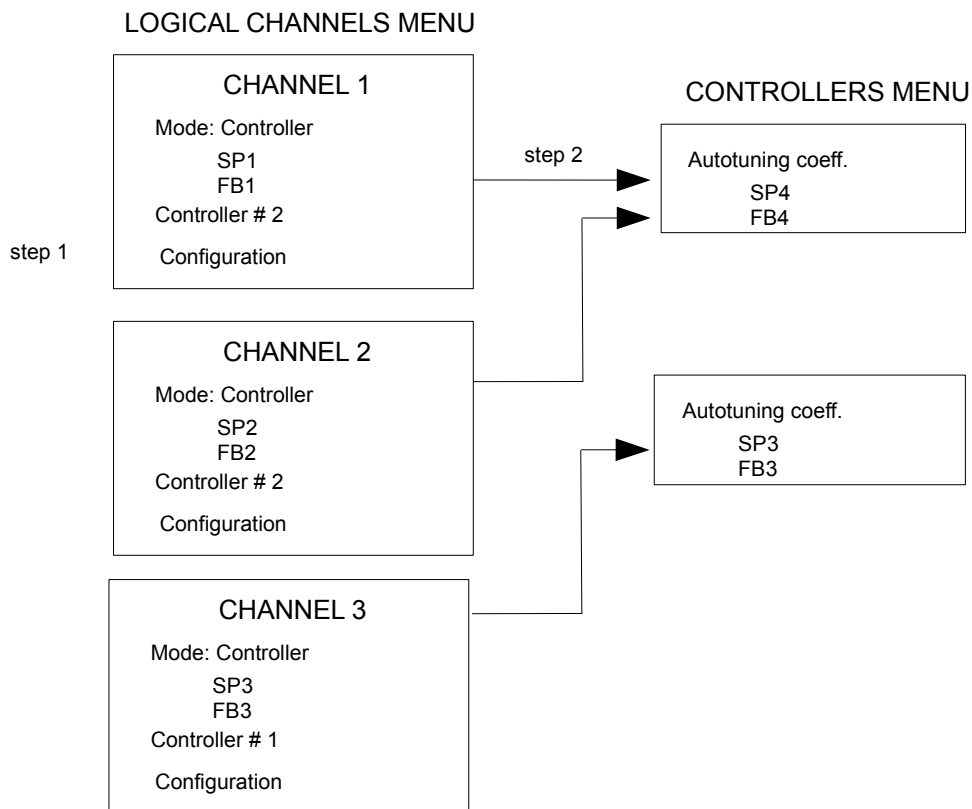 LOGICAL CHANNELS MENU
CHANNEL 1
Mode: Controller
SP1
FB1
Controller # 2
Configuration
step 1
step 2
CONTROLLERS MENU
Autotuning coeff.
SP4
FB4
CHANNEL 2
Mode: Controller
SP2
FB2
Controller # 2
Configuration
Autotuning coeff.
SP3
FB3
CHANNEL 3
Mode: Controller
SP3
FB3
Controller # 1
Configuration